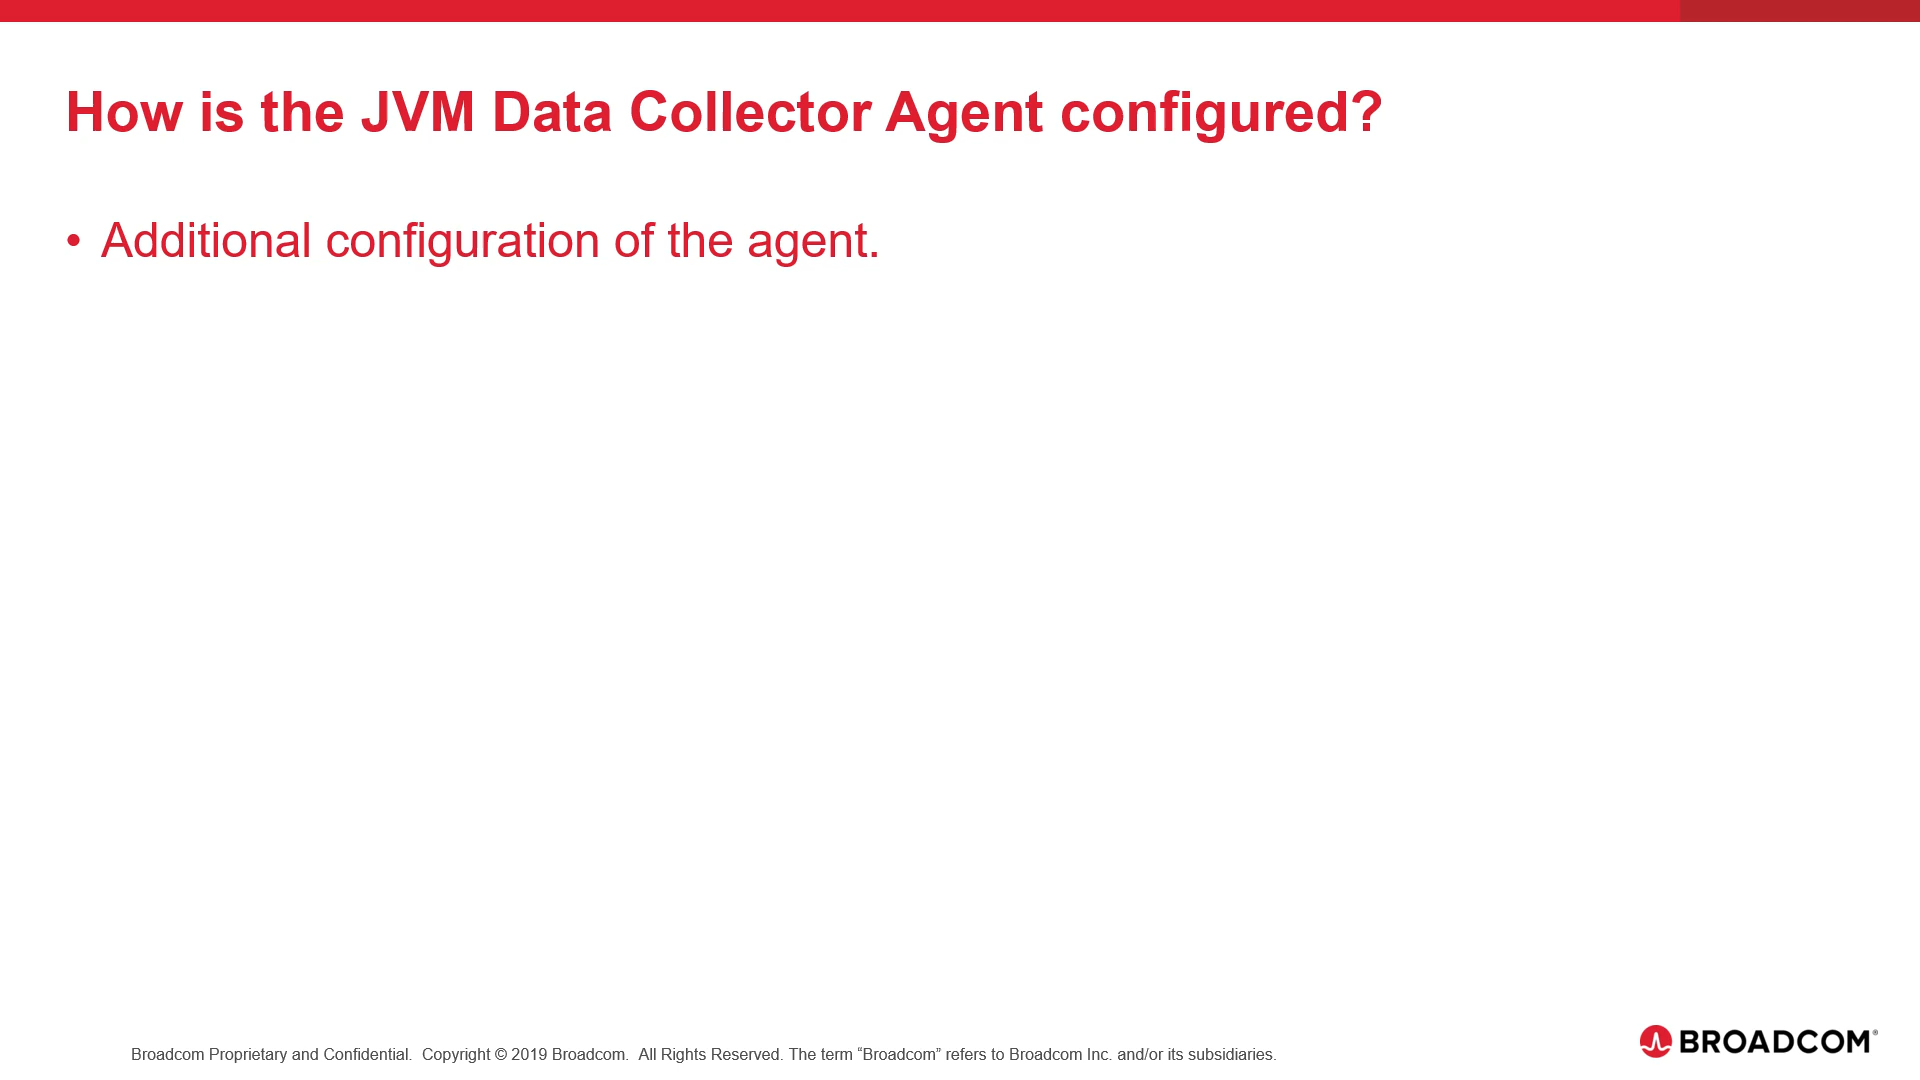 How is the JVM Data Collector Agent configured?
• Additional configuration of the agent.
Broadcom Proprietary and Confidential.  Copyright © 2019 Broadcom.  All Rights Reserved. The term “Broadcom” refers to Broadcom Inc. and/or its subsidiaries.
BROADCOM®